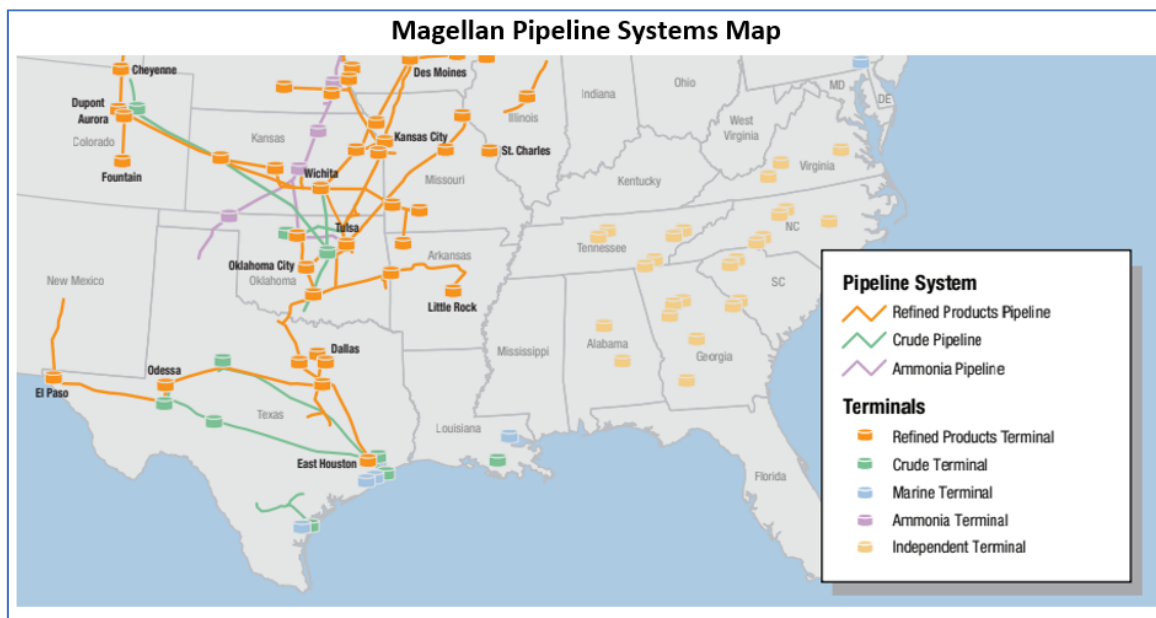 Magellan Pipeline Systems Map
Cheyenne
Des Moines
Indiana
Ohio
MD
DE
Dupont
Aurora
Illinois
West
Virginia
Colorado
Kansas
Kansas City
St. Charles
Virginia
Fountain
Wichita
Missouri
Kentucky
Tulsa
NC
Tennessee
Oklahoma City
Oklahoma
Arkansas
New Mexico
Little Rock
SC
Mississippi
Alabama
Georgia
Dallas
Odessa
El Paso
Texas
Louisiana
East Houston
Florida
Pipeline System
Refined Products Pipeline
Crude Pipeline
Ammonia Pipeline
Terminals
Refined Products Terminal
Crude Terminal
Marine Terminal
Ammonia Terminal
Independent Terminal